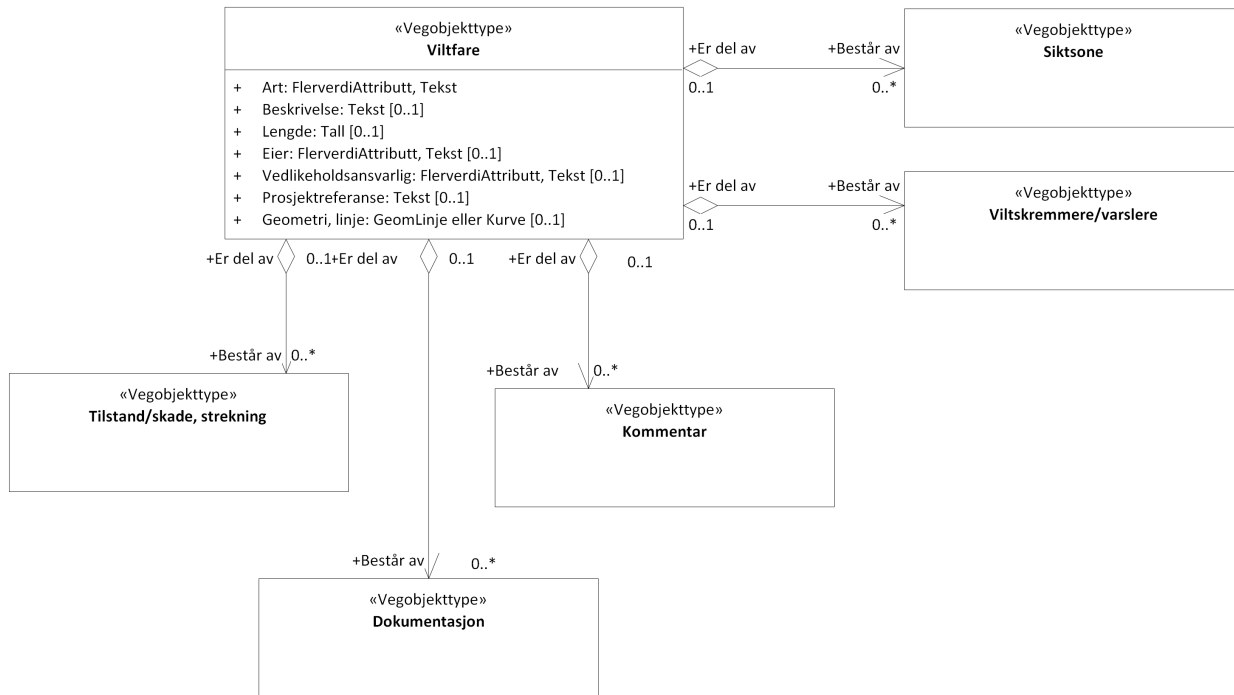 «Vegobjekttype»
Viltfare
+ Art: FlerverdiAttributt, Tekst
+ Beskrivelse: Tekst [0..1]
+ Lengde: Tall [0..1]
+ Eier: FlerverdiAttributt, Tekst [0..1]
+ Vedlikeholdsansvarlig: FlerverdiAttributt, Tekst [0..1]
+ Prosjektreferanse: Tekst [0..1]
+ Geometri, linje: GeomLinje eller Kurve [0..1]
+Er del av
0..1
+Består av
0..*
«Vegobjekttype»
Siktsone
+Er del av
0..1
+Består av
0..*
«Vegobjekttype»
Viltskremmere/varslere
+Er del av
0..1
+Består av
0..*
«Vegobjekttype»
Tilstand/skade, strekning
+Er del av
0..1
+Består av
0..*
«Vegobjekttype»
Dokumentasjon
+Er del av
0..1
+Består av
0..*
«Vegobjekttype»
Kommentar